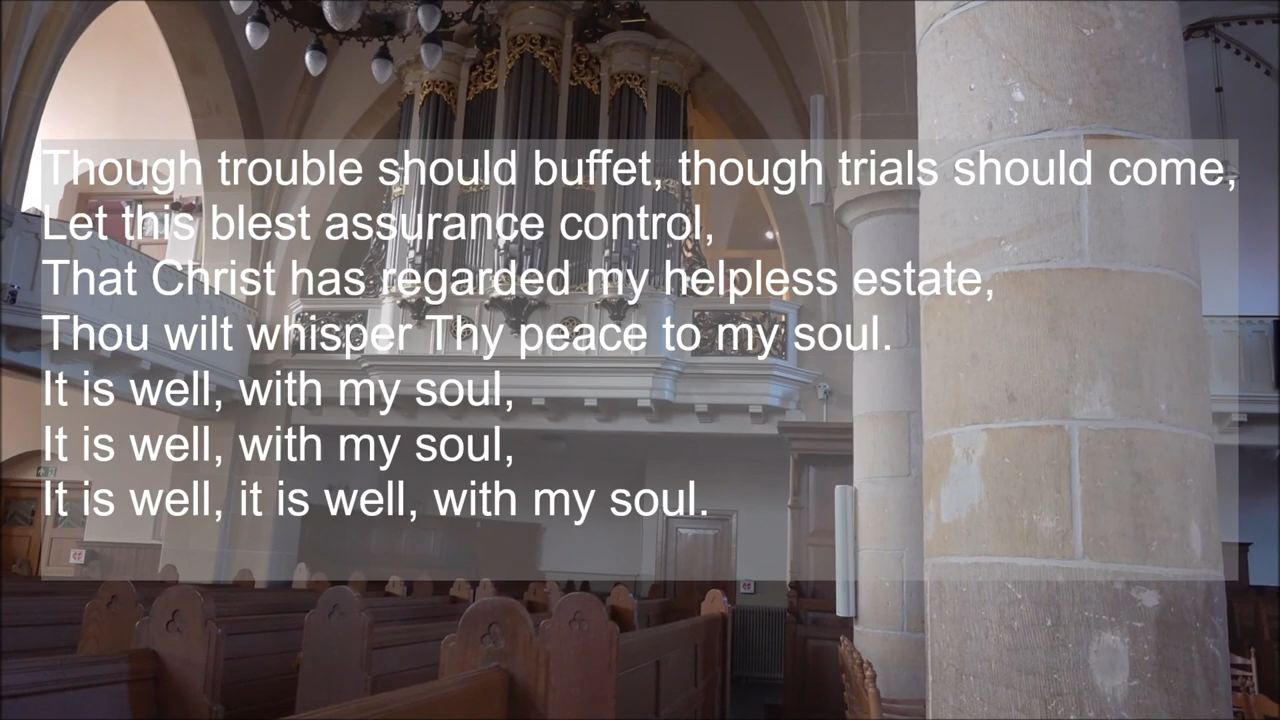 Though trouble should buffet, though trials should come,
Let this blest assurance control,
That Christ has regarded my helpless estate,
Thou wilt whisper Thy peace to my soul.
It is well, with my soul,
It is well, with my soul,
It is well, it is well, with my soul.